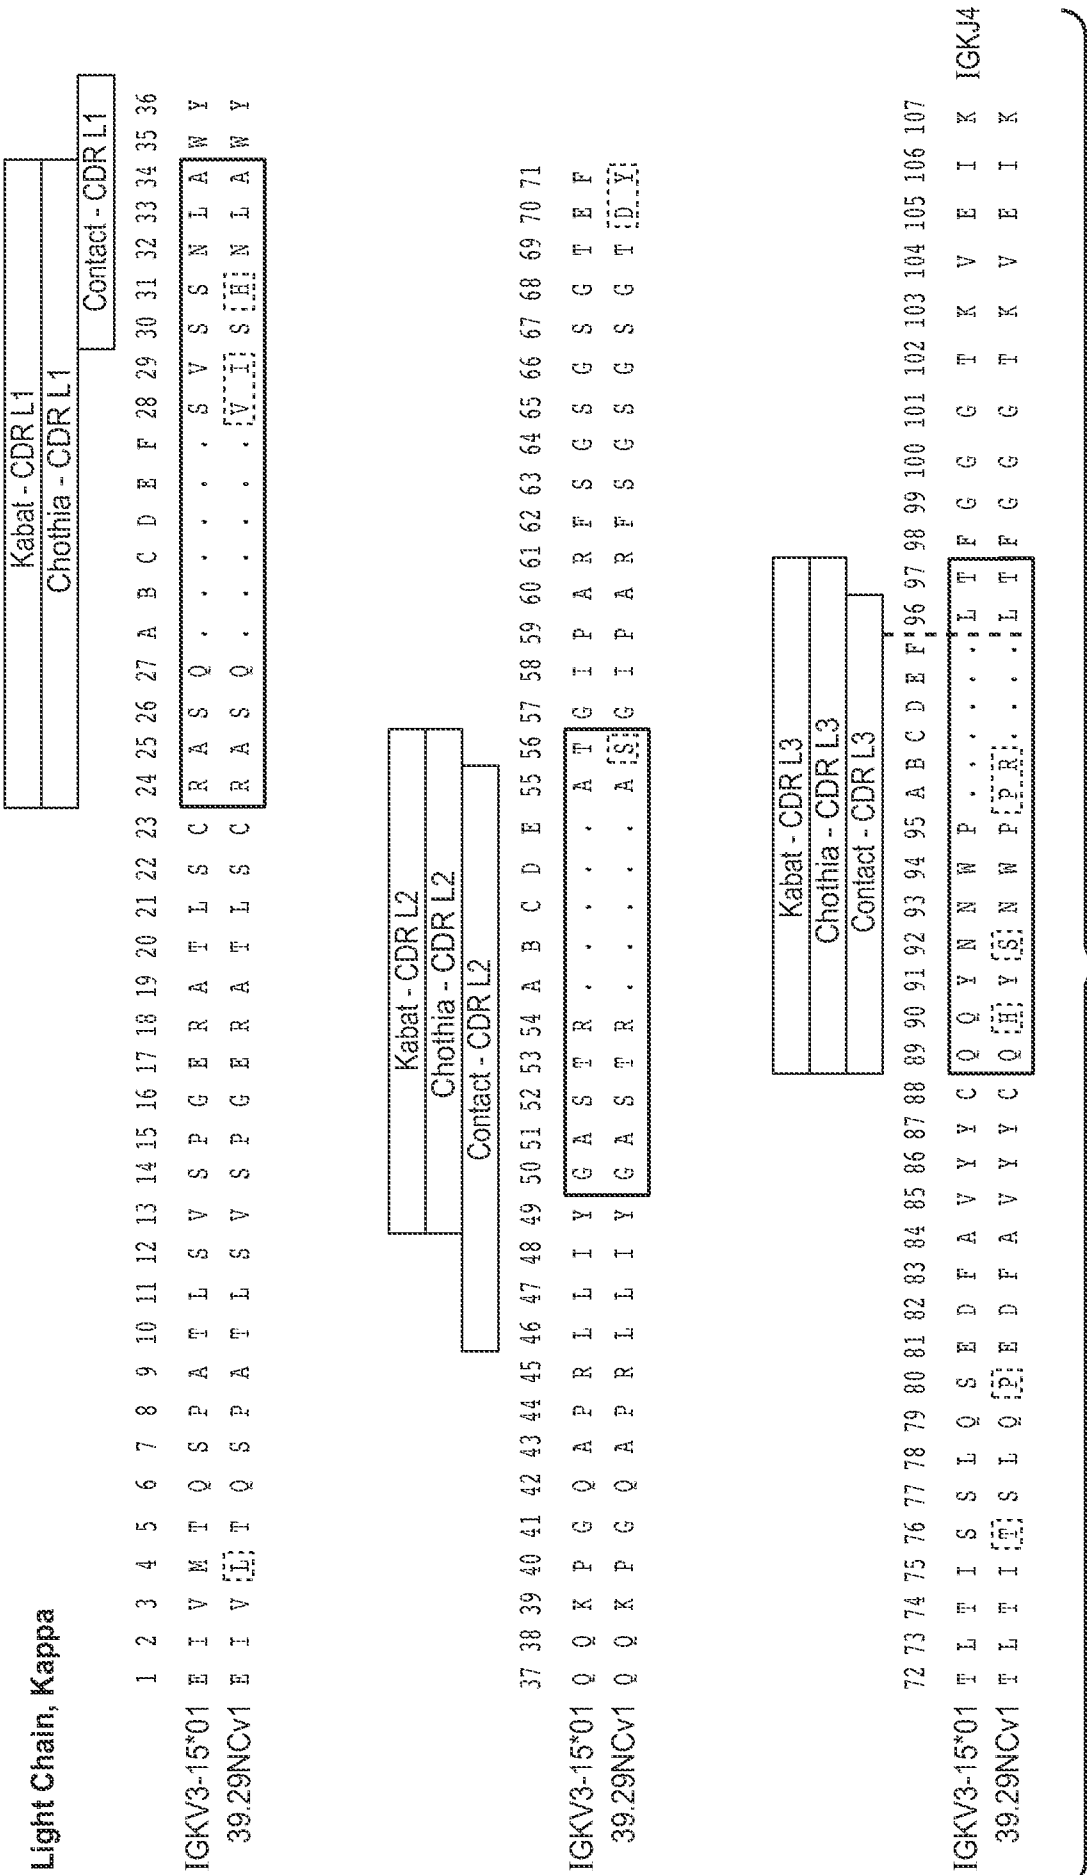 Light Chain, Kappa
Kabat - CDR L1
Chothia - CDR L1
Contact - CDR L1
1 2 3 4 5 6 7 8 9 10 11 12 13 14 15 16 17 18 19 20 21 22 23 24 25 26 27 A B C D E F 28 29 30 31 32 33 34 35 36
IGKV3-15*01 E I V M T Q S P A T L S V S P G E R A T L S C R A S Q . . . . . . S V S S N L A W Y
39.29NCv1 E I V L T Q S P A T L S V S P G E R A T L S C R A S Q . . . . . . V I S H N L A W Y
Kabat - CDR L2
Chothia - CDR L2
Contact - CDR L2
37 38 39 40 41 42 43 44 45 46 47 48 49 50 51 52 53 54 A B C D E 55 56 57 58 59 60 61 62 63 64 65 66 67 68 69 70 71
IGKV3-15*01 Q Q K P G Q A P R L L I Y G A S T R . . . . . A T G I P A R F S G S G S G T E F
39.29NCv1 Q Q K P G Q A P R L L I Y G A S T R . . . . . A S G I P A R F S G S G S G T D Y
Kabat - CDR L3
Chothia - CDR L3
Contact - CDR L3
72 73 74 75 76 77 78 79 80 81 82 83 84 85 86 87 88 89 90 91 92 93 94 95 A B C D E F 96 97 98 99 100 101 102 103 104 105 106 107
IGKV3-15*01 T L T I S S L Q S E D F A V Y Y C Q Q Y N N W P . . . . . . L T F G G G T K V E I K IGKJ4
39.29NCv1 T L T I T S L Q P E D F A V Y Y C Q H Y S N W P P R . . . . L T F G G G T K V E I K